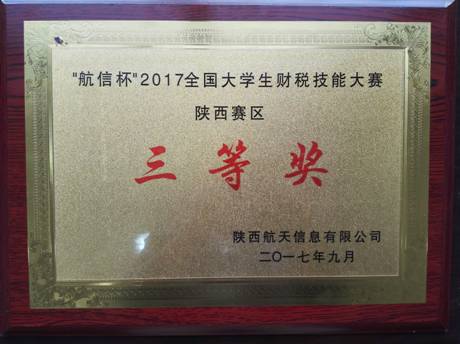 "航信杯"2017全国大学生财税技能大赛
陕西赛区
三等奖
陕西航天信息有限公司
二〇一七年九月